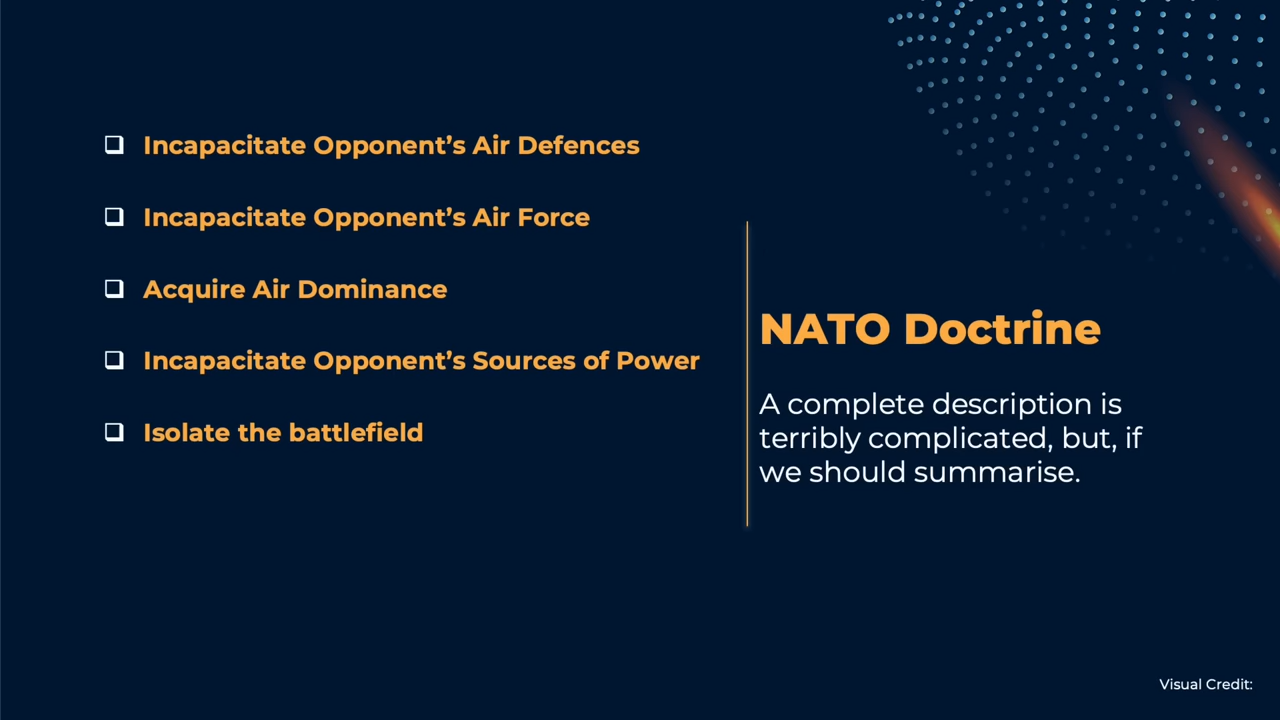 ❏ Incapacitate Opponent’s Air Defences
❏ Incapacitate Opponent’s Air Force
❏ Acquire Air Dominance
❏ Incapacitate Opponent’s Sources of Power
❏ Isolate the battlefield
NATO Doctrine
A complete description is
terribly complicated, but, if
we should summarise.
Visual Credit: